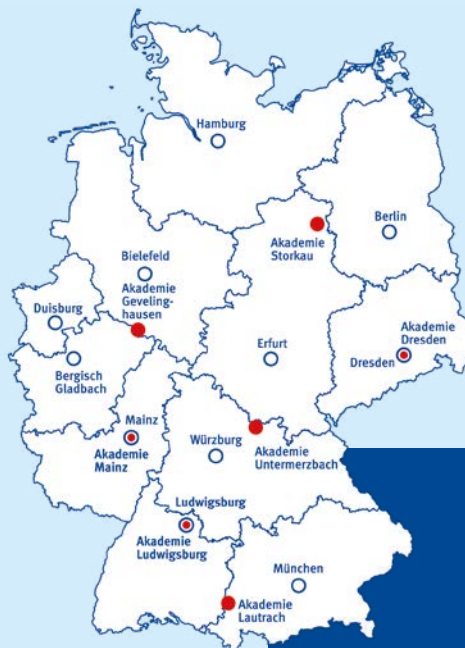 Hamburg
Berlin
Akademie
Storkau
Bielefeld
Akademie
Geveling-
hausen
Duisburg
Bergisch
Gladbach
Erfurt
Akademie
Dresden
Dresden
Mainz
Akademie
Mainz
Würzburg
Akademie
Untermerzbach
Ludwigsburg
Akademie
Ludwigsburg
München
Akademie
Lautrach